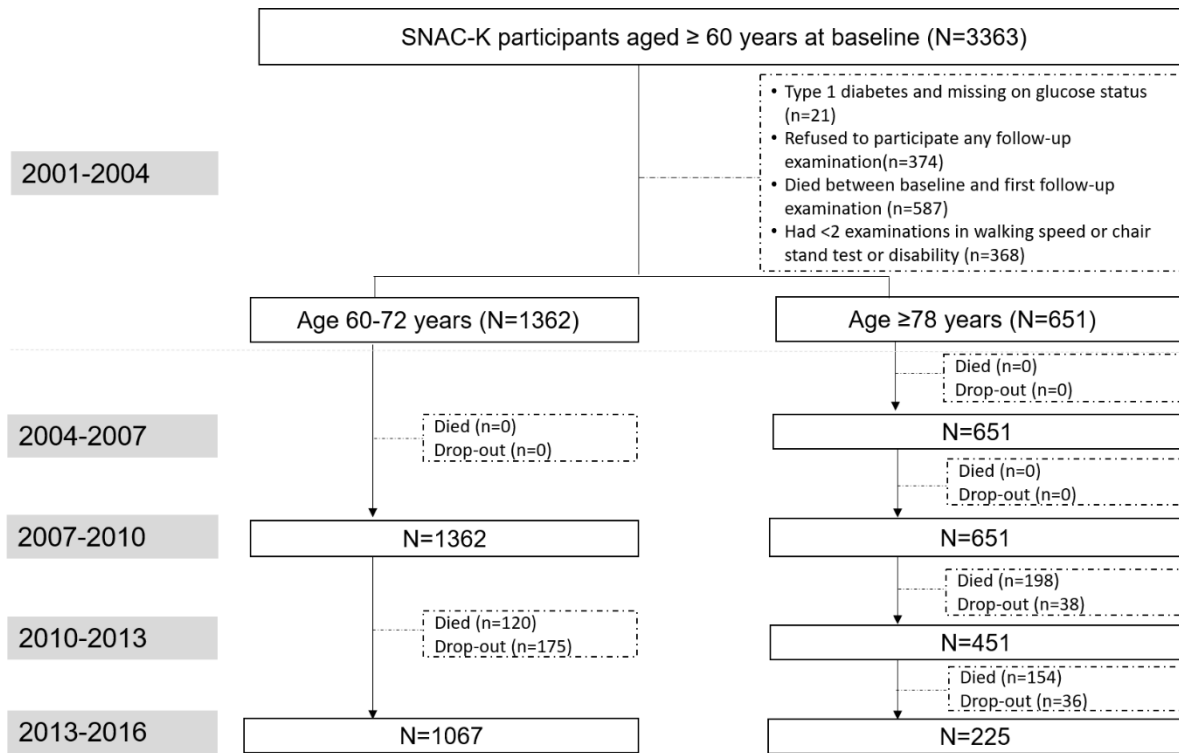 SNAC-K participants aged ≥ 60 years at baseline (N=3363)
• Type 1 diabetes and missing on glucose status
(n=21)
• Refused to participate any follow-up
examination(n=374)
• Died between baseline and first follow-up
examination (n=587)
• Had <2 examinations in walking speed or chair
stand test or disability (n=368)
2001-2004
Age 60-72 years (N=1362)
Age ≥78 years (N=651)
Died (n=0)
Drop-out (n=0)
2004-2007
Died (n=0)
Drop-out (n=0)
N=651
Died (n=0)
Drop-out (n=0)
2007-2010
N=1362
N=651
Died (n=198)
Drop-out (n=38)
2010-2013
Died (n=120)
Drop-out (n=175)
N=451
Died (n=154)
Drop-out (n=36)
2013-2016
N=1067
N=225